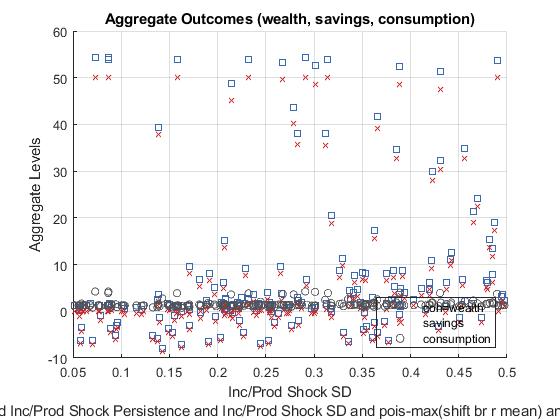 Aggregate Outcomes (wealth, savings, consumption)
60
50
40
30
20
10
0
-10
Aggregate Levels
wealth
savings
consumption
0.05
0.1
0.15
0.2
0.25
0.3
0.35
0.4
0.45
0.5
Inc/Prod Shock SD
d Inc/Prod Shock Persistence and Inc/Prod Shock SD and pois-max(shift br r mean) an